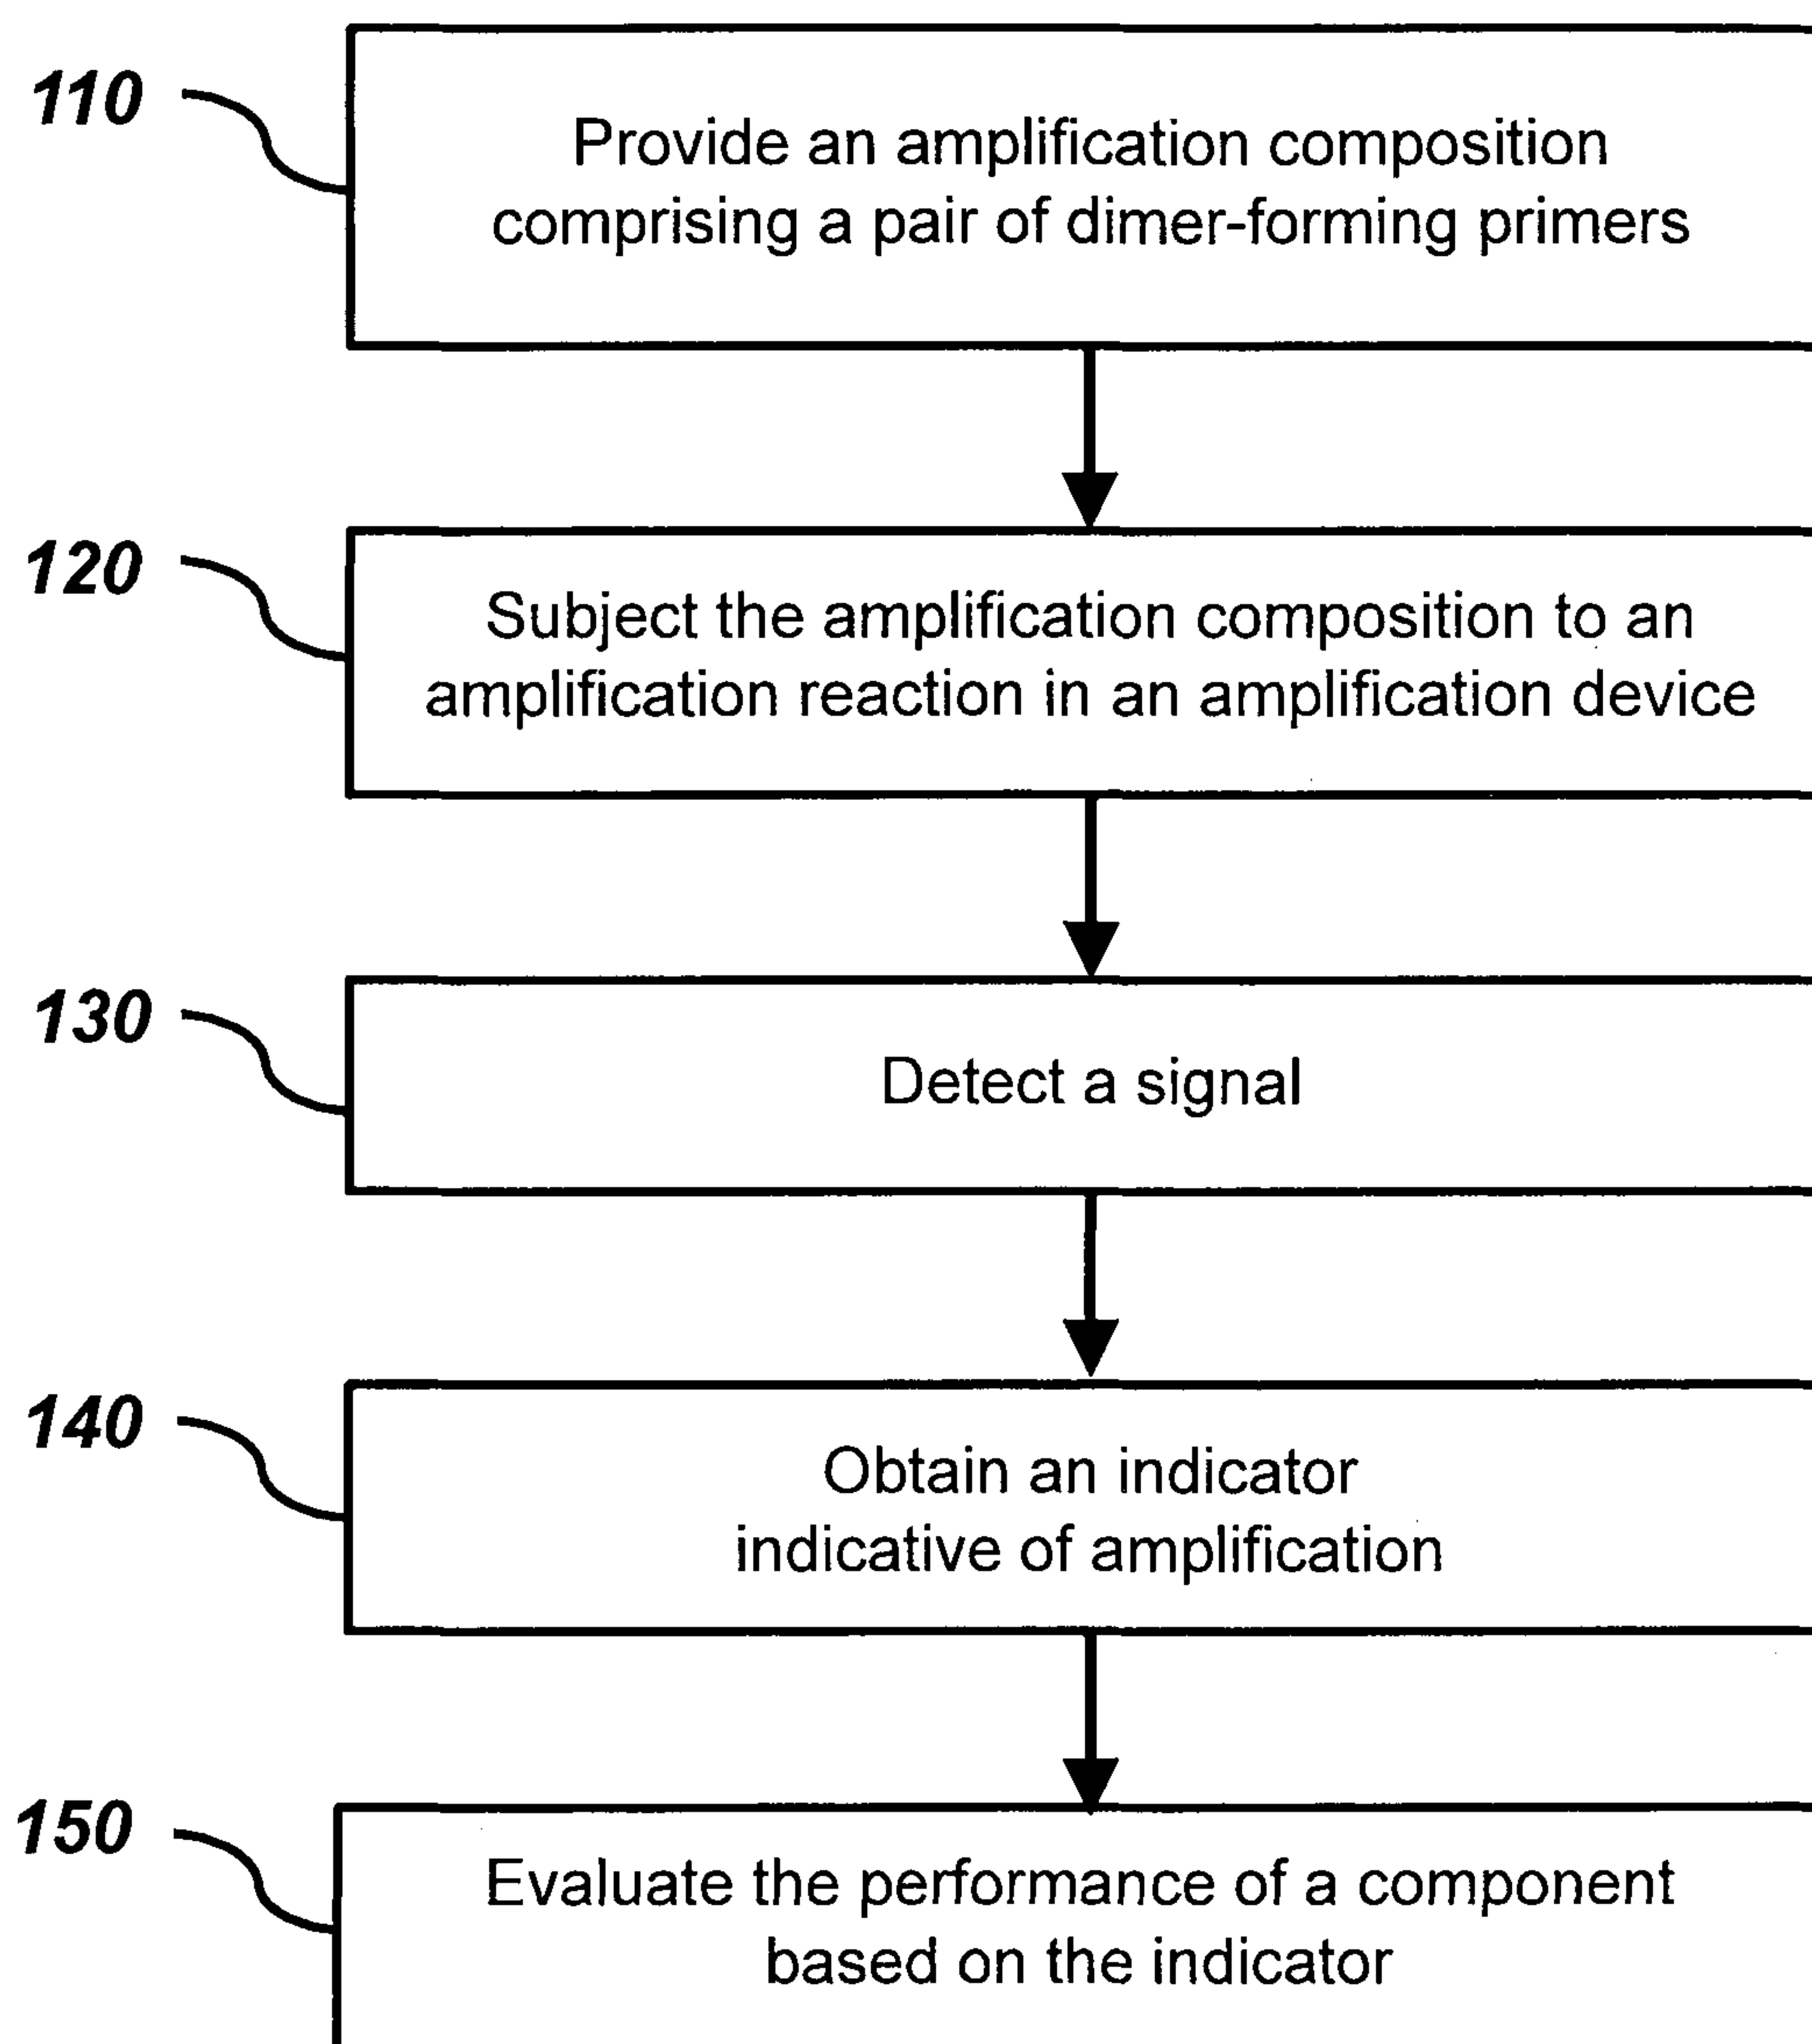 110
Provide an amplification composition
comprising a pair of dimer-forming primers
120
Subject the amplification composition to an
amplification reaction in an amplification device
130
Detect a signal
140
Obtain an indicator
indicative of amplification
150
Evaluate the performance of a component
based on the indicator